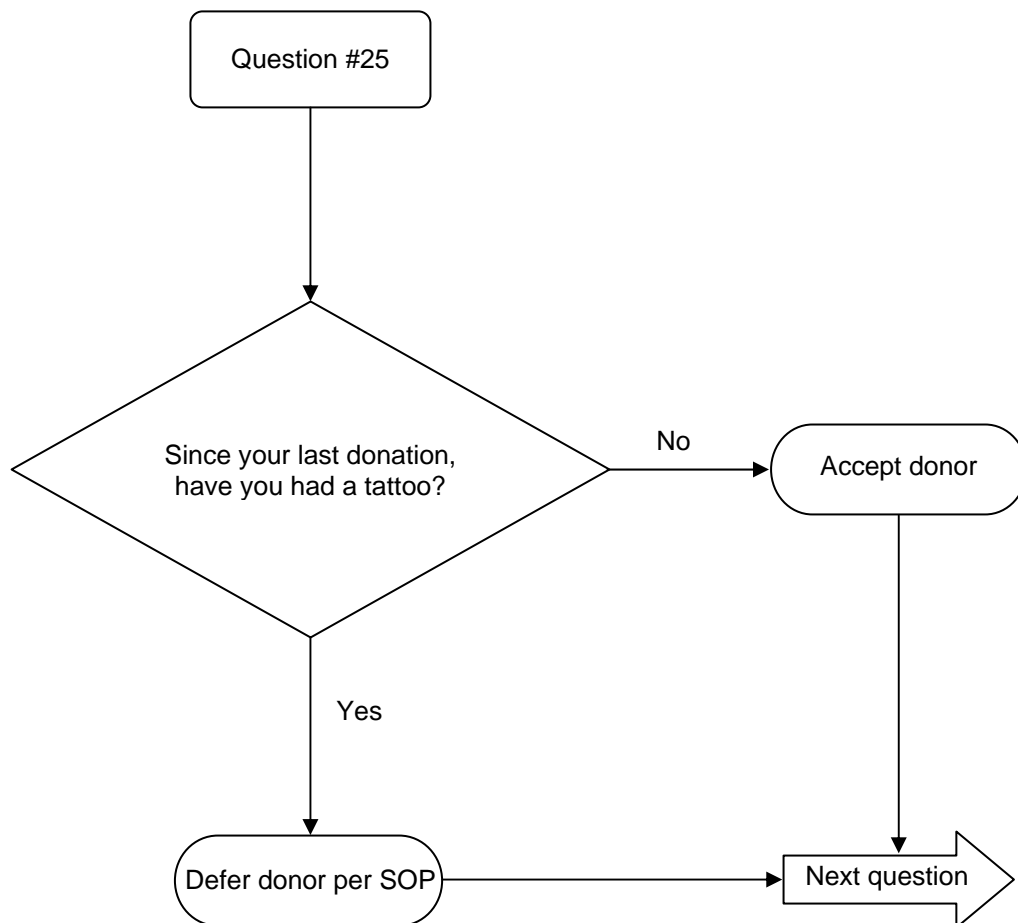 Question #25
Since your last donation,
have you had a tattoo?
No
Accept donor
Yes
Defer donor per SOP
Next question